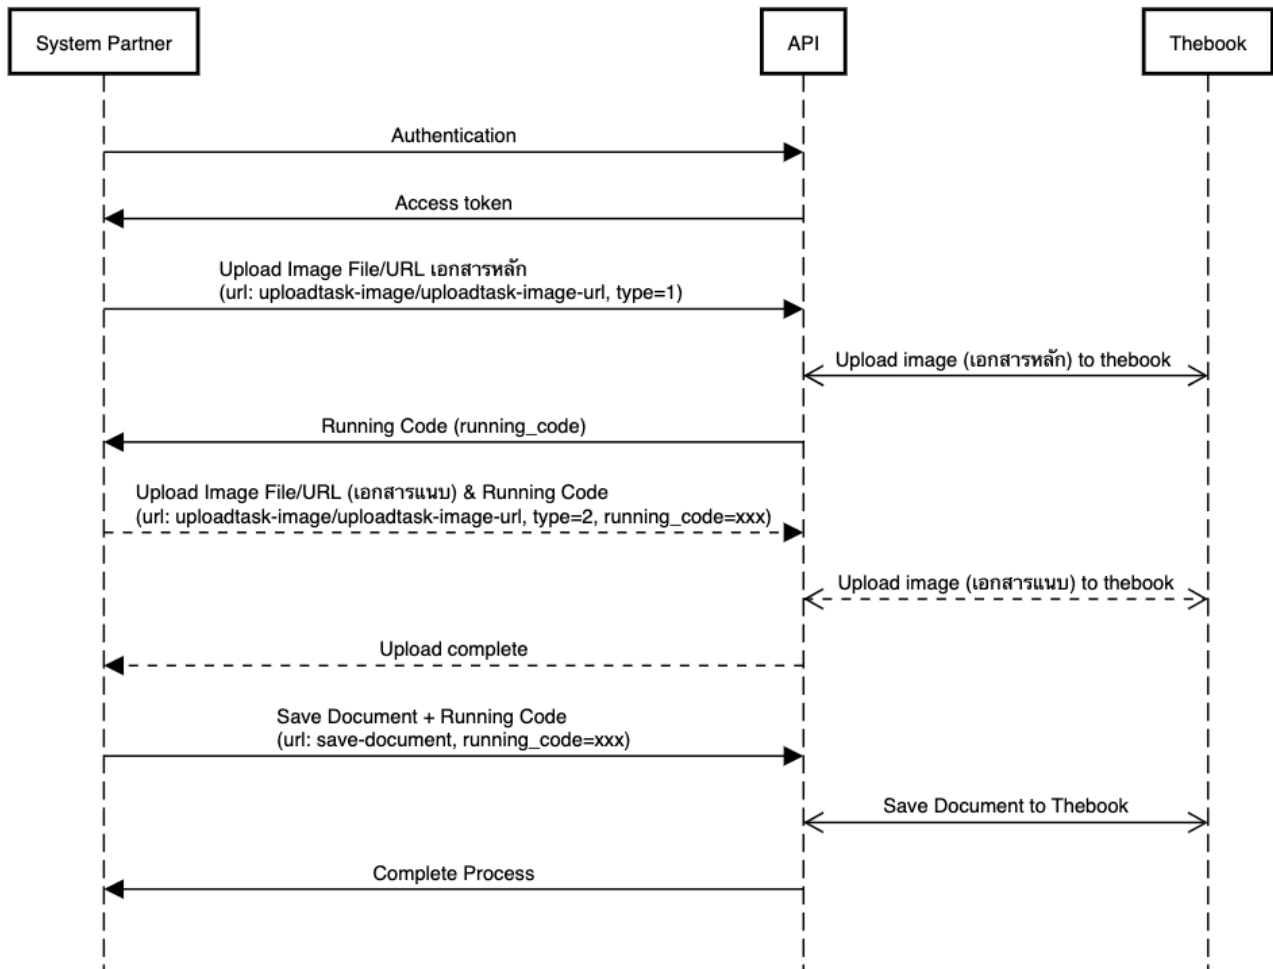 System Partner
API
Thebook
Authentication
Access token
Upload Image File/URL เอกสารหลัก
(url: uploadtask-image/uploadtask-image-url, type=1)
Upload image (เอกสารหลัก) to thebook
Running Code (running_code)
Upload Image File/URL (เอกสารแนบ) & Running Code
(url: uploadtask-image/uploadtask-image-url, type=2, running_code=xxx)
Upload image (เอกสารแนบ) to thebook
Upload complete
Save Document + Running Code
(url: save-document, running_code=xxx)
Save Document to Thebook
Complete Process